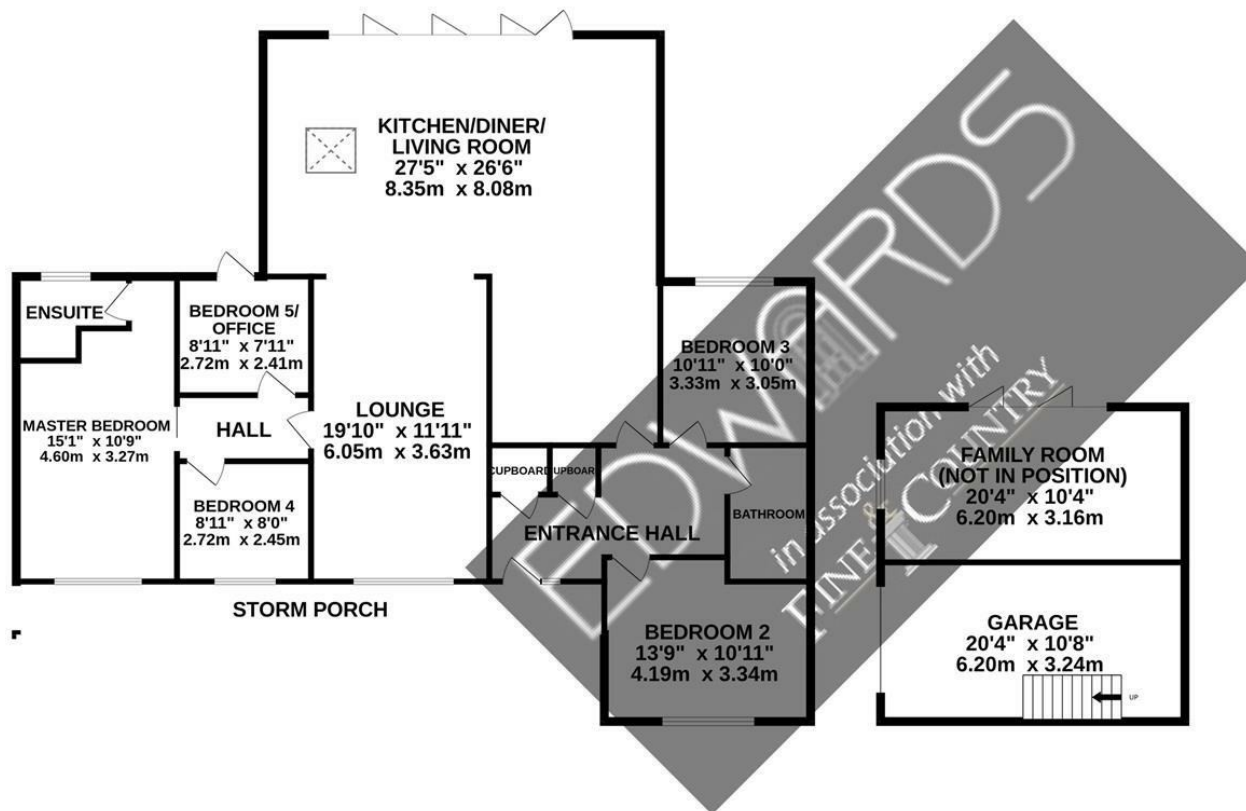 KITCHEN/DINER/
LIVING ROOM
27'5" x 26'6"
8.35m x 8.08m
ENSUITE
BEDROOM 5/
OFFICE
8'11" x 7'11"
2.72m x 2.41m
MASTER BEDROOM
15'1" x 10'9"
4.60m x 3.27m
HALL
LOUNGE
19'10" x 11'11"
6.05m x 3.63m
BEDROOM 4
8'11" x 8'0"
2.72m x 2.45m
STORM PORCH
BEDROOM 3
10'11" x 10'0"
3.33m x 3.05m
CUPBOARD
UPBOAR
BATHROOM
ENTRANCE HALL
BEDROOM 2
13'9" x 10'11"
4.19m x 3.34m
FAMILY ROOM
(NOT IN POSITION)
20'4" x 10'4"
6.20m x 3.16m
GARAGE
20'4" x 10'8"
6.20m x 3.24m
UP
EDWARDS
in association with
FINE & COUNTRY